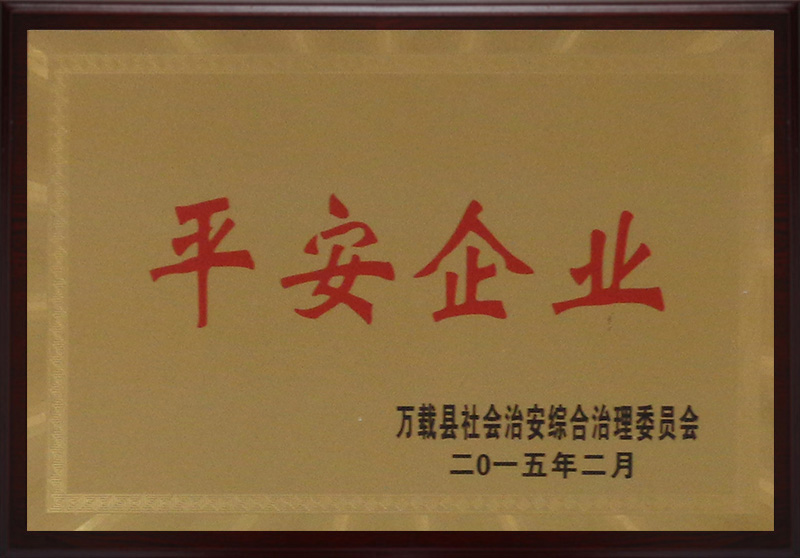 平安企业
万载县社会治安综合治理委员会
二0一五年二月